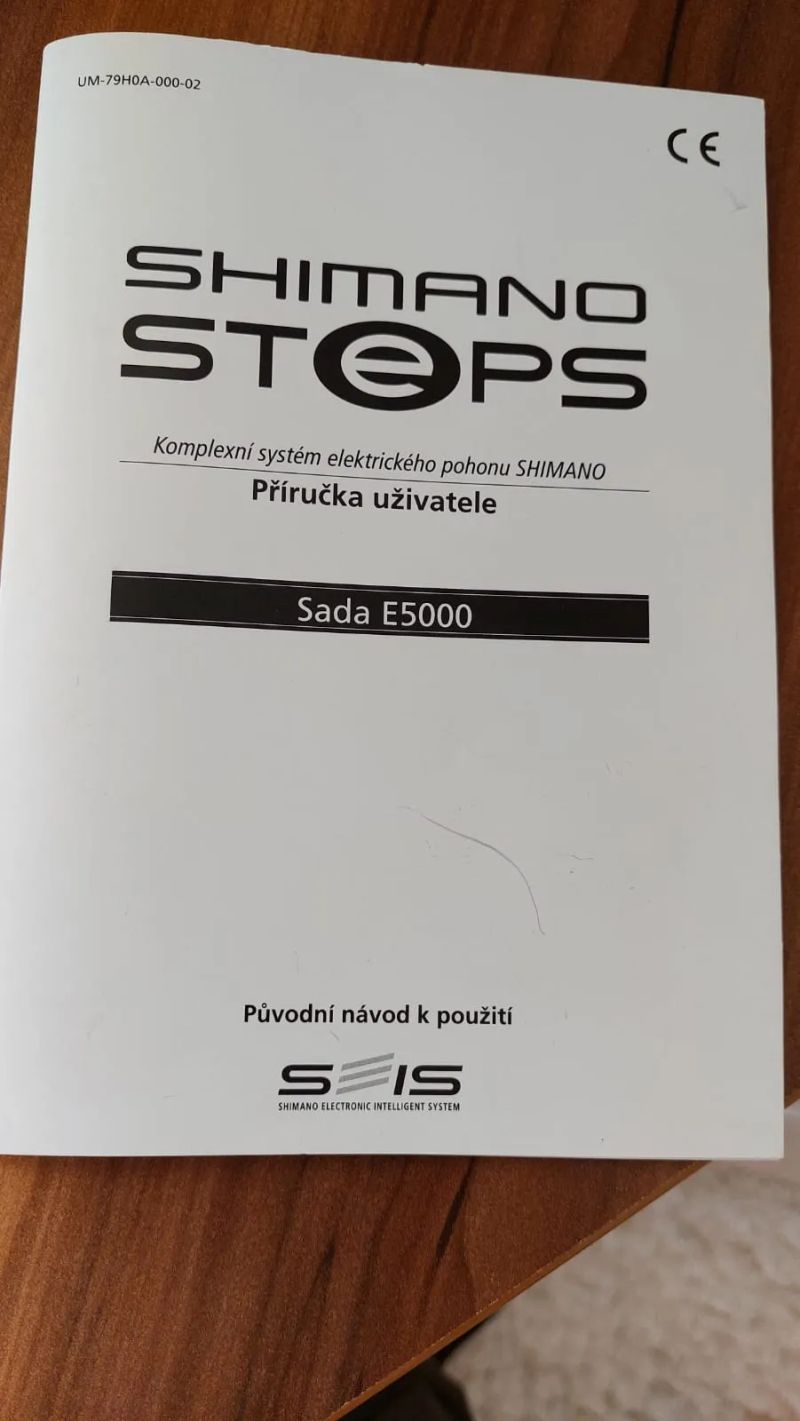 UM-79H0A-000-02
CE
SHIMANO
STEPS
Komplexní systém elektrického pohonu SHIMANO
Příručka uživatele
Sada E5000
Původní návod k použití
SEIS
SHIMANO ELECTRONIC INTELLIGENT SYSTEM